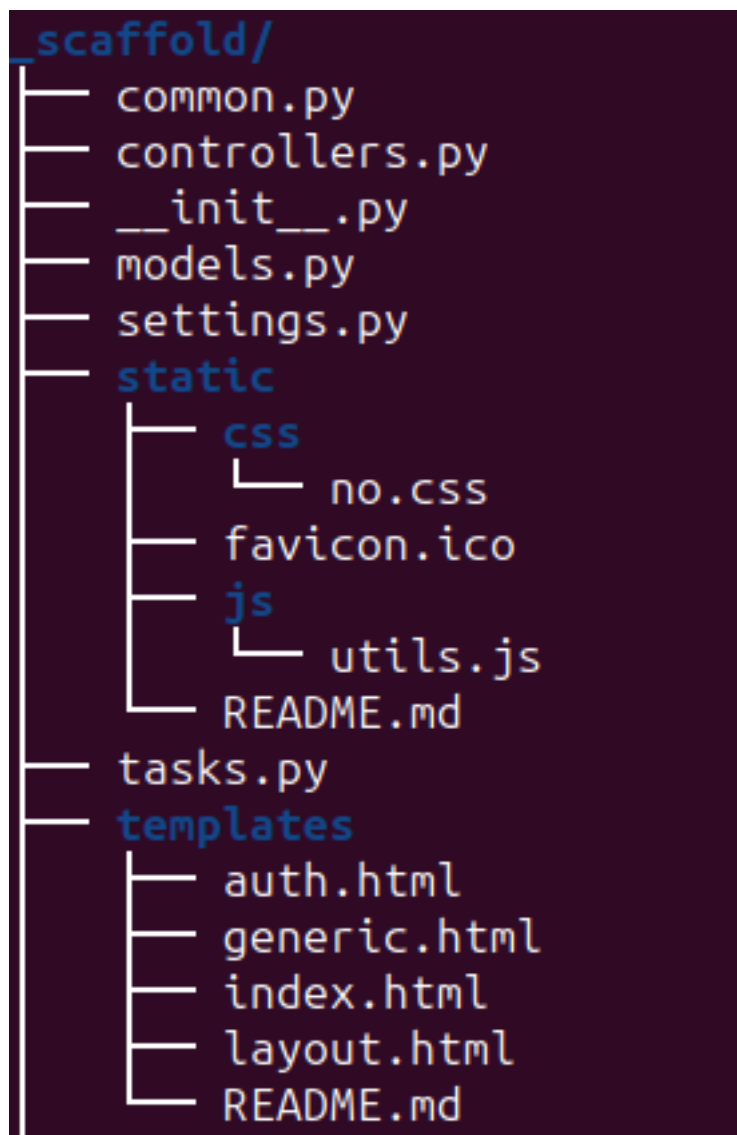 _scaffold/
├── common.py
├── controllers.py
├── __init__.py
├── models.py
├── settings.py
├── static
│   ├── css
│   │   └── no.css
│   ├── favicon.ico
│   ├── js
│   │   └── utils.js
│   └── README.md
├── tasks.py
├── templates
│   ├── auth.html
│   ├── generic.html
│   ├── index.html
│   ├── layout.html
│   └── README.md